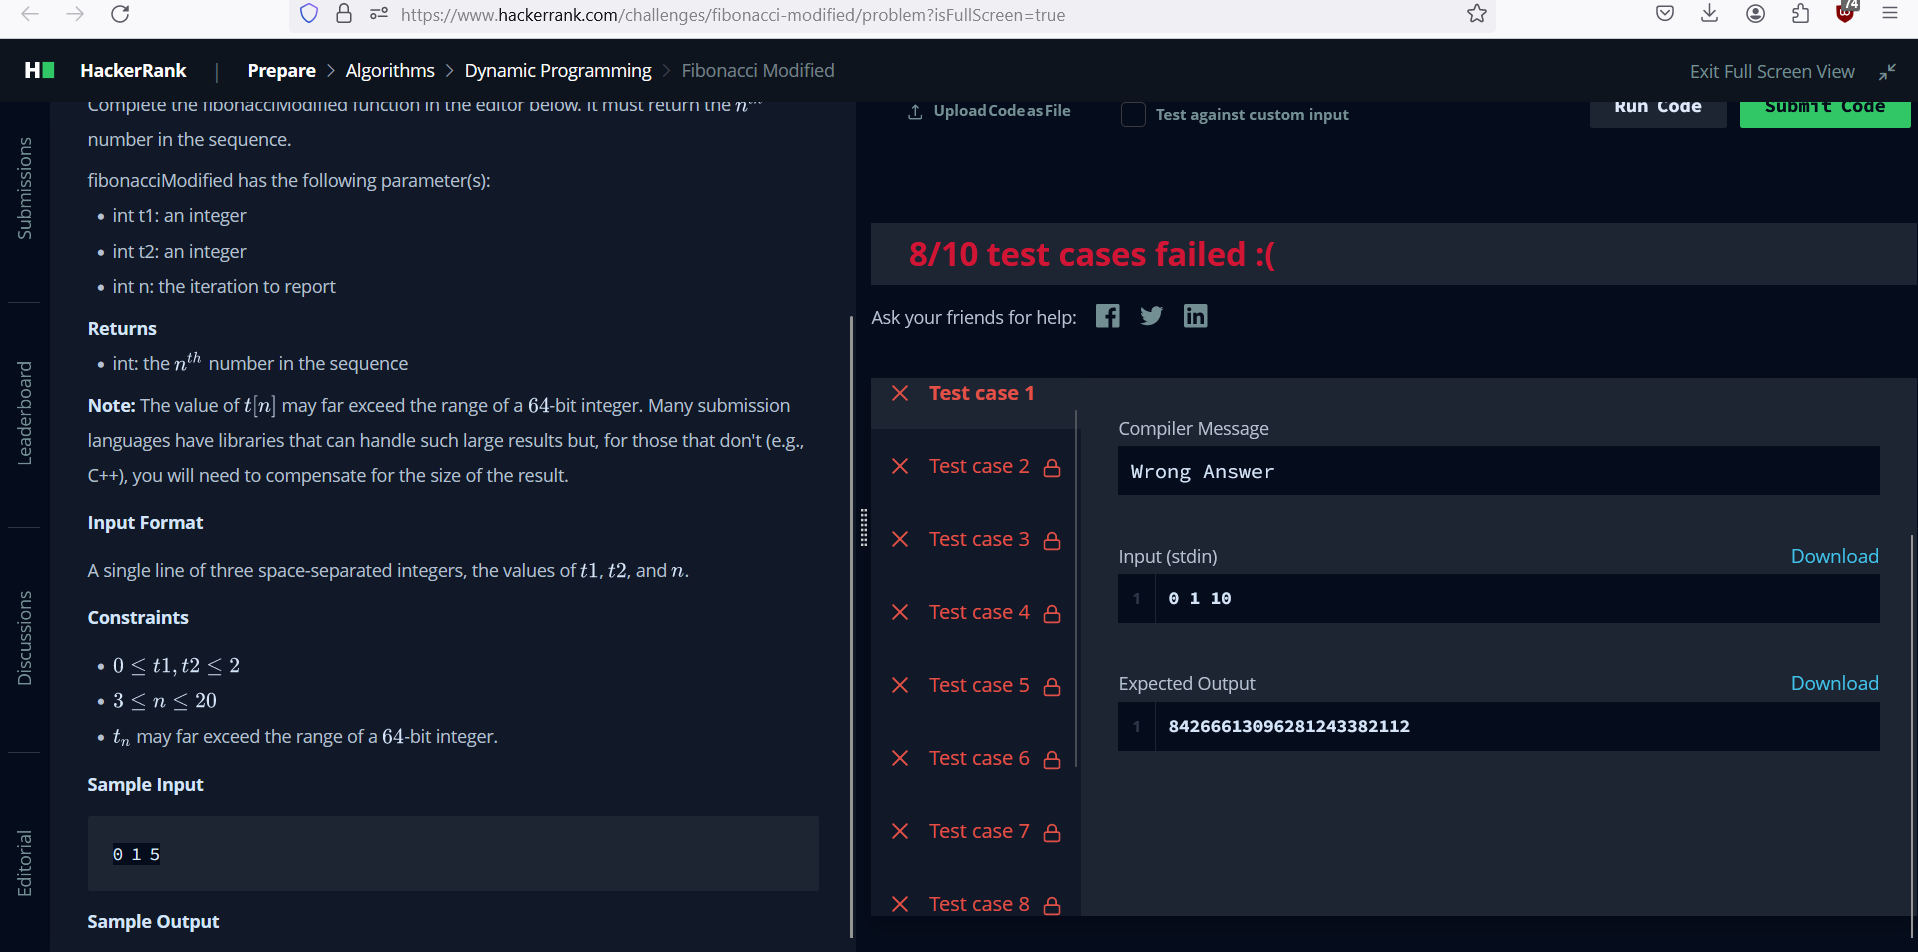 74
https://www.hackerrank.com/challenges/fibonacci-modified/problem?isFullScreen=true
H
HackerRank | Prepare > Algorithms > Dynamic Programming > Fibonacci Modified
Exit Full Screen View
Submissions
Leaderboard
Discussions
Editorial
Complete the fibonacciModified function in the editor below. It must return the n^th
number in the sequence.
fibonacciModified has the following parameter(s):
• int t1: an integer
• int t2: an integer
• int n: the iteration to report
Returns
• int: the n^th number in the sequence
Note: The value of t[n] may far exceed the range of a 64-bit integer. Many submission
languages have libraries that can handle such large results but, for those that don't (e.g.,
C++), you will need to compensate for the size of the result.
Input Format
A single line of three space-separated integers, the values of t1, t2, and n.
Constraints
• 0 ≤ t1, t2 ≤ 2
• 3 ≤ n ≤ 20
• t_n may far exceed the range of a 64-bit integer.
Sample Input
0 1 5
Sample Output
Upload Code as File
Test against custom input
Run Code
Submit Code
8/10 test cases failed :(
Ask your friends for help:
Test case 1
Test case 2
Test case 3
Test case 4
Test case 5
Test case 6
Test case 7
Test case 8
Compiler Message
Wrong Answer
Input (stdin)
Download
1 0 1 10
Expected Output
Download
1 84266613096281243382112